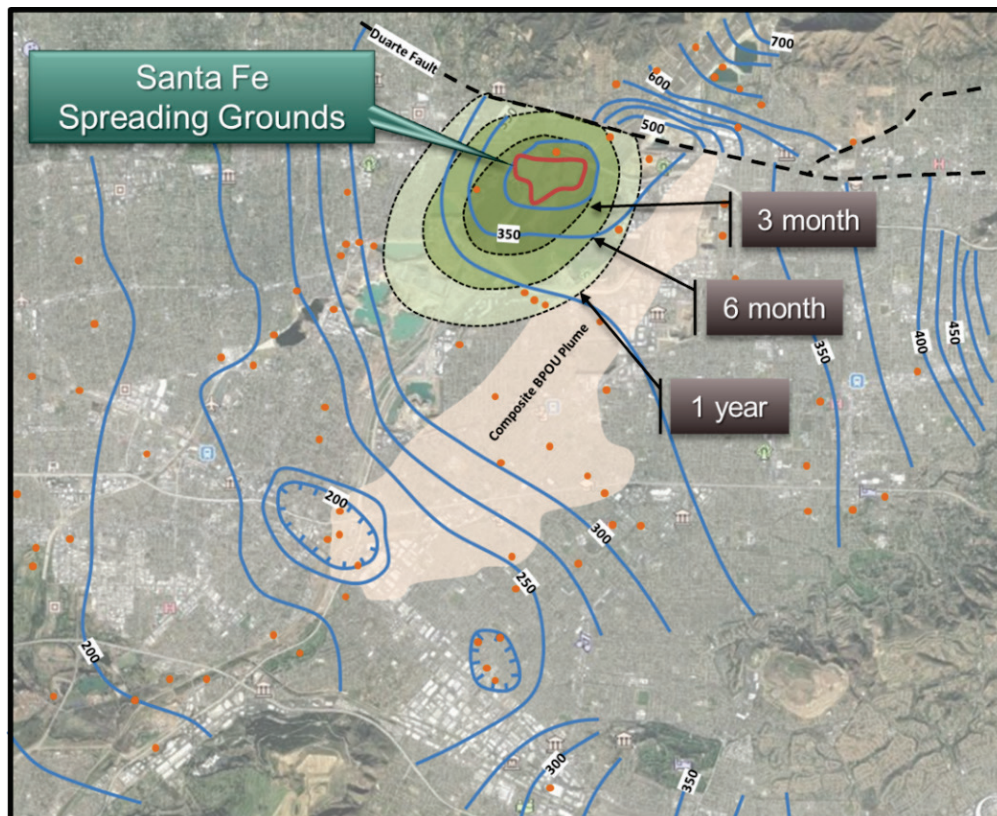 700
Duarte Fault
600
Santa Fe
Spreading Grounds
500
3 month
350
6 month
400
450
350
1 year
Composite BPOU Plume
200
300
250
200
300
350